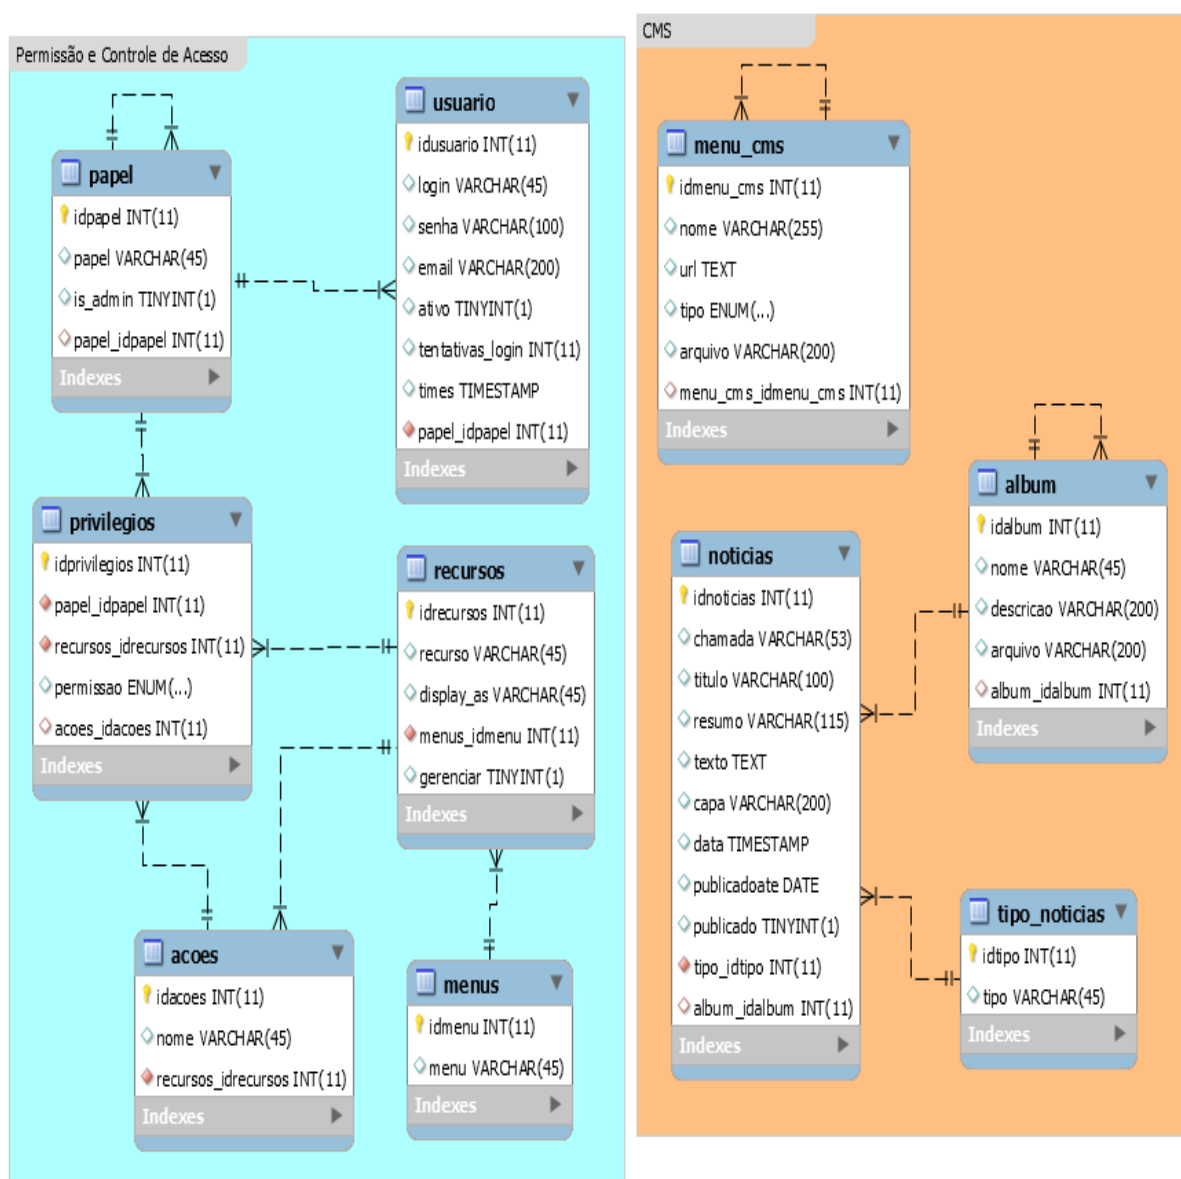 Permissão e Controle de Acesso
papel
idpapel INT(11)
papel VARCHAR(45)
is_admin TINYINT(1)
papel_idpapel INT(11)
Indexes
usuario
idusuario INT(11)
login VARCHAR(45)
senha VARCHAR(100)
email VARCHAR(200)
ativo TINYINT(1)
tentativas_login INT(11)
times TIMESTAMP
papel_idpapel INT(11)
Indexes
privilegios
idprivilegios INT(11)
papel_idpapel INT(11)
recursos_idrecursos INT(11)
permissao ENUM(...)
acoes_idacoes INT(11)
Indexes
recursos
idrecursos INT(11)
recurso VARCHAR(45)
display_as VARCHAR(45)
menus_idmenu INT(11)
gerenciar TINYINT(1)
Indexes
acoes
idacoes INT(11)
nome VARCHAR(45)
recursos_idrecursos INT(11)
Indexes
menus
idmenu INT(11)
menu VARCHAR(45)
Indexes
CMS
menu_cms
idmenu_cms INT(11)
nome VARCHAR(255)
url TEXT
tipo ENUM(...)
arquivo VARCHAR(200)
menu_cms_idmenu_cms INT(11)
Indexes
album
idalbum INT(11)
nome VARCHAR(45)
descricao VARCHAR(200)
arquivo VARCHAR(200)
album_idalbum INT(11)
Indexes
noticias
idnoticias INT(11)
chamada VARCHAR(53)
titulo VARCHAR(100)
resumo VARCHAR(115)
texto TEXT
capa VARCHAR(200)
data TIMESTAMP
publicadoate DATE
publicado TINYINT(1)
tipo_idtipo INT(11)
album_idalbum INT(11)
Indexes
tipo_noticias
idtipo INT(11)
tipo VARCHAR(45)
Indexes